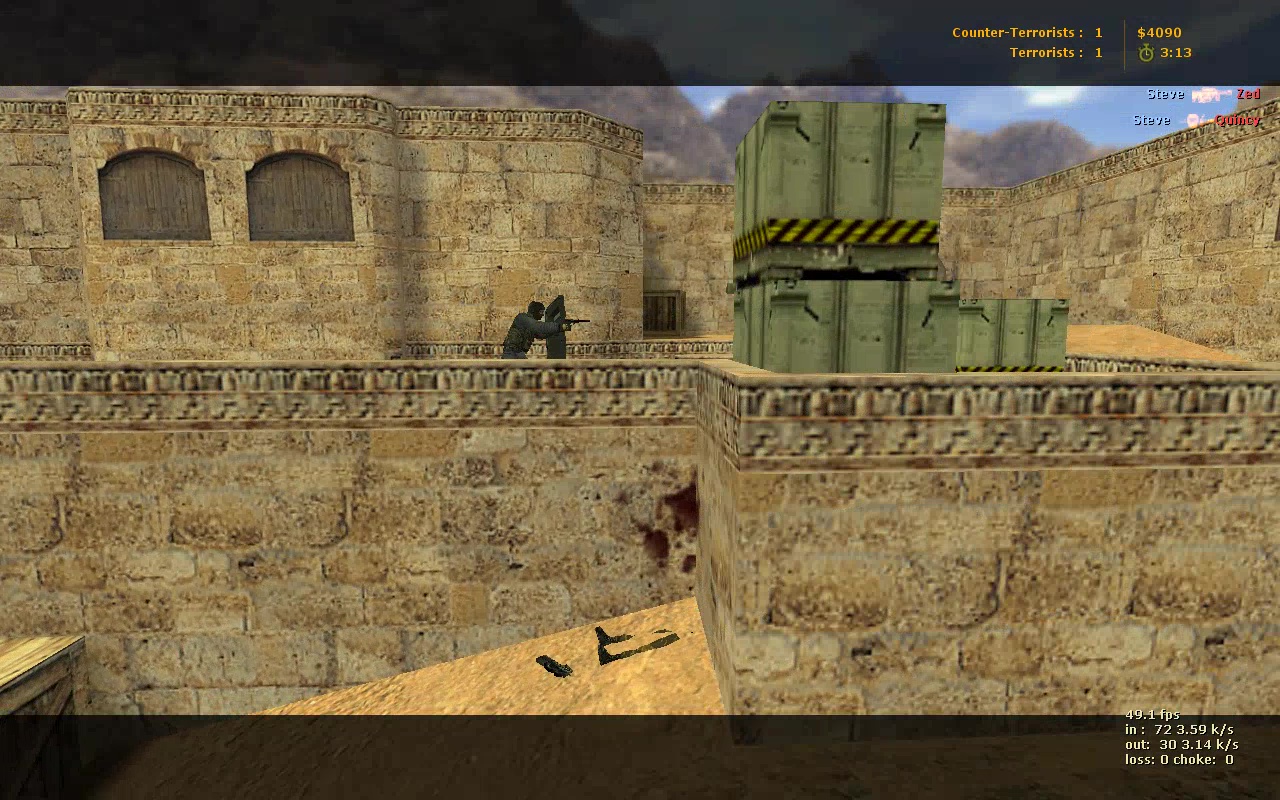 Counter-Terrorists : 1 $4090
Terrorists : 1 3:13
Steve Zed
Steve Quinty
49.1 fps
in : 72 3.59 k/s
out: 30 3.14 k/s
loss: 0 choke: 0